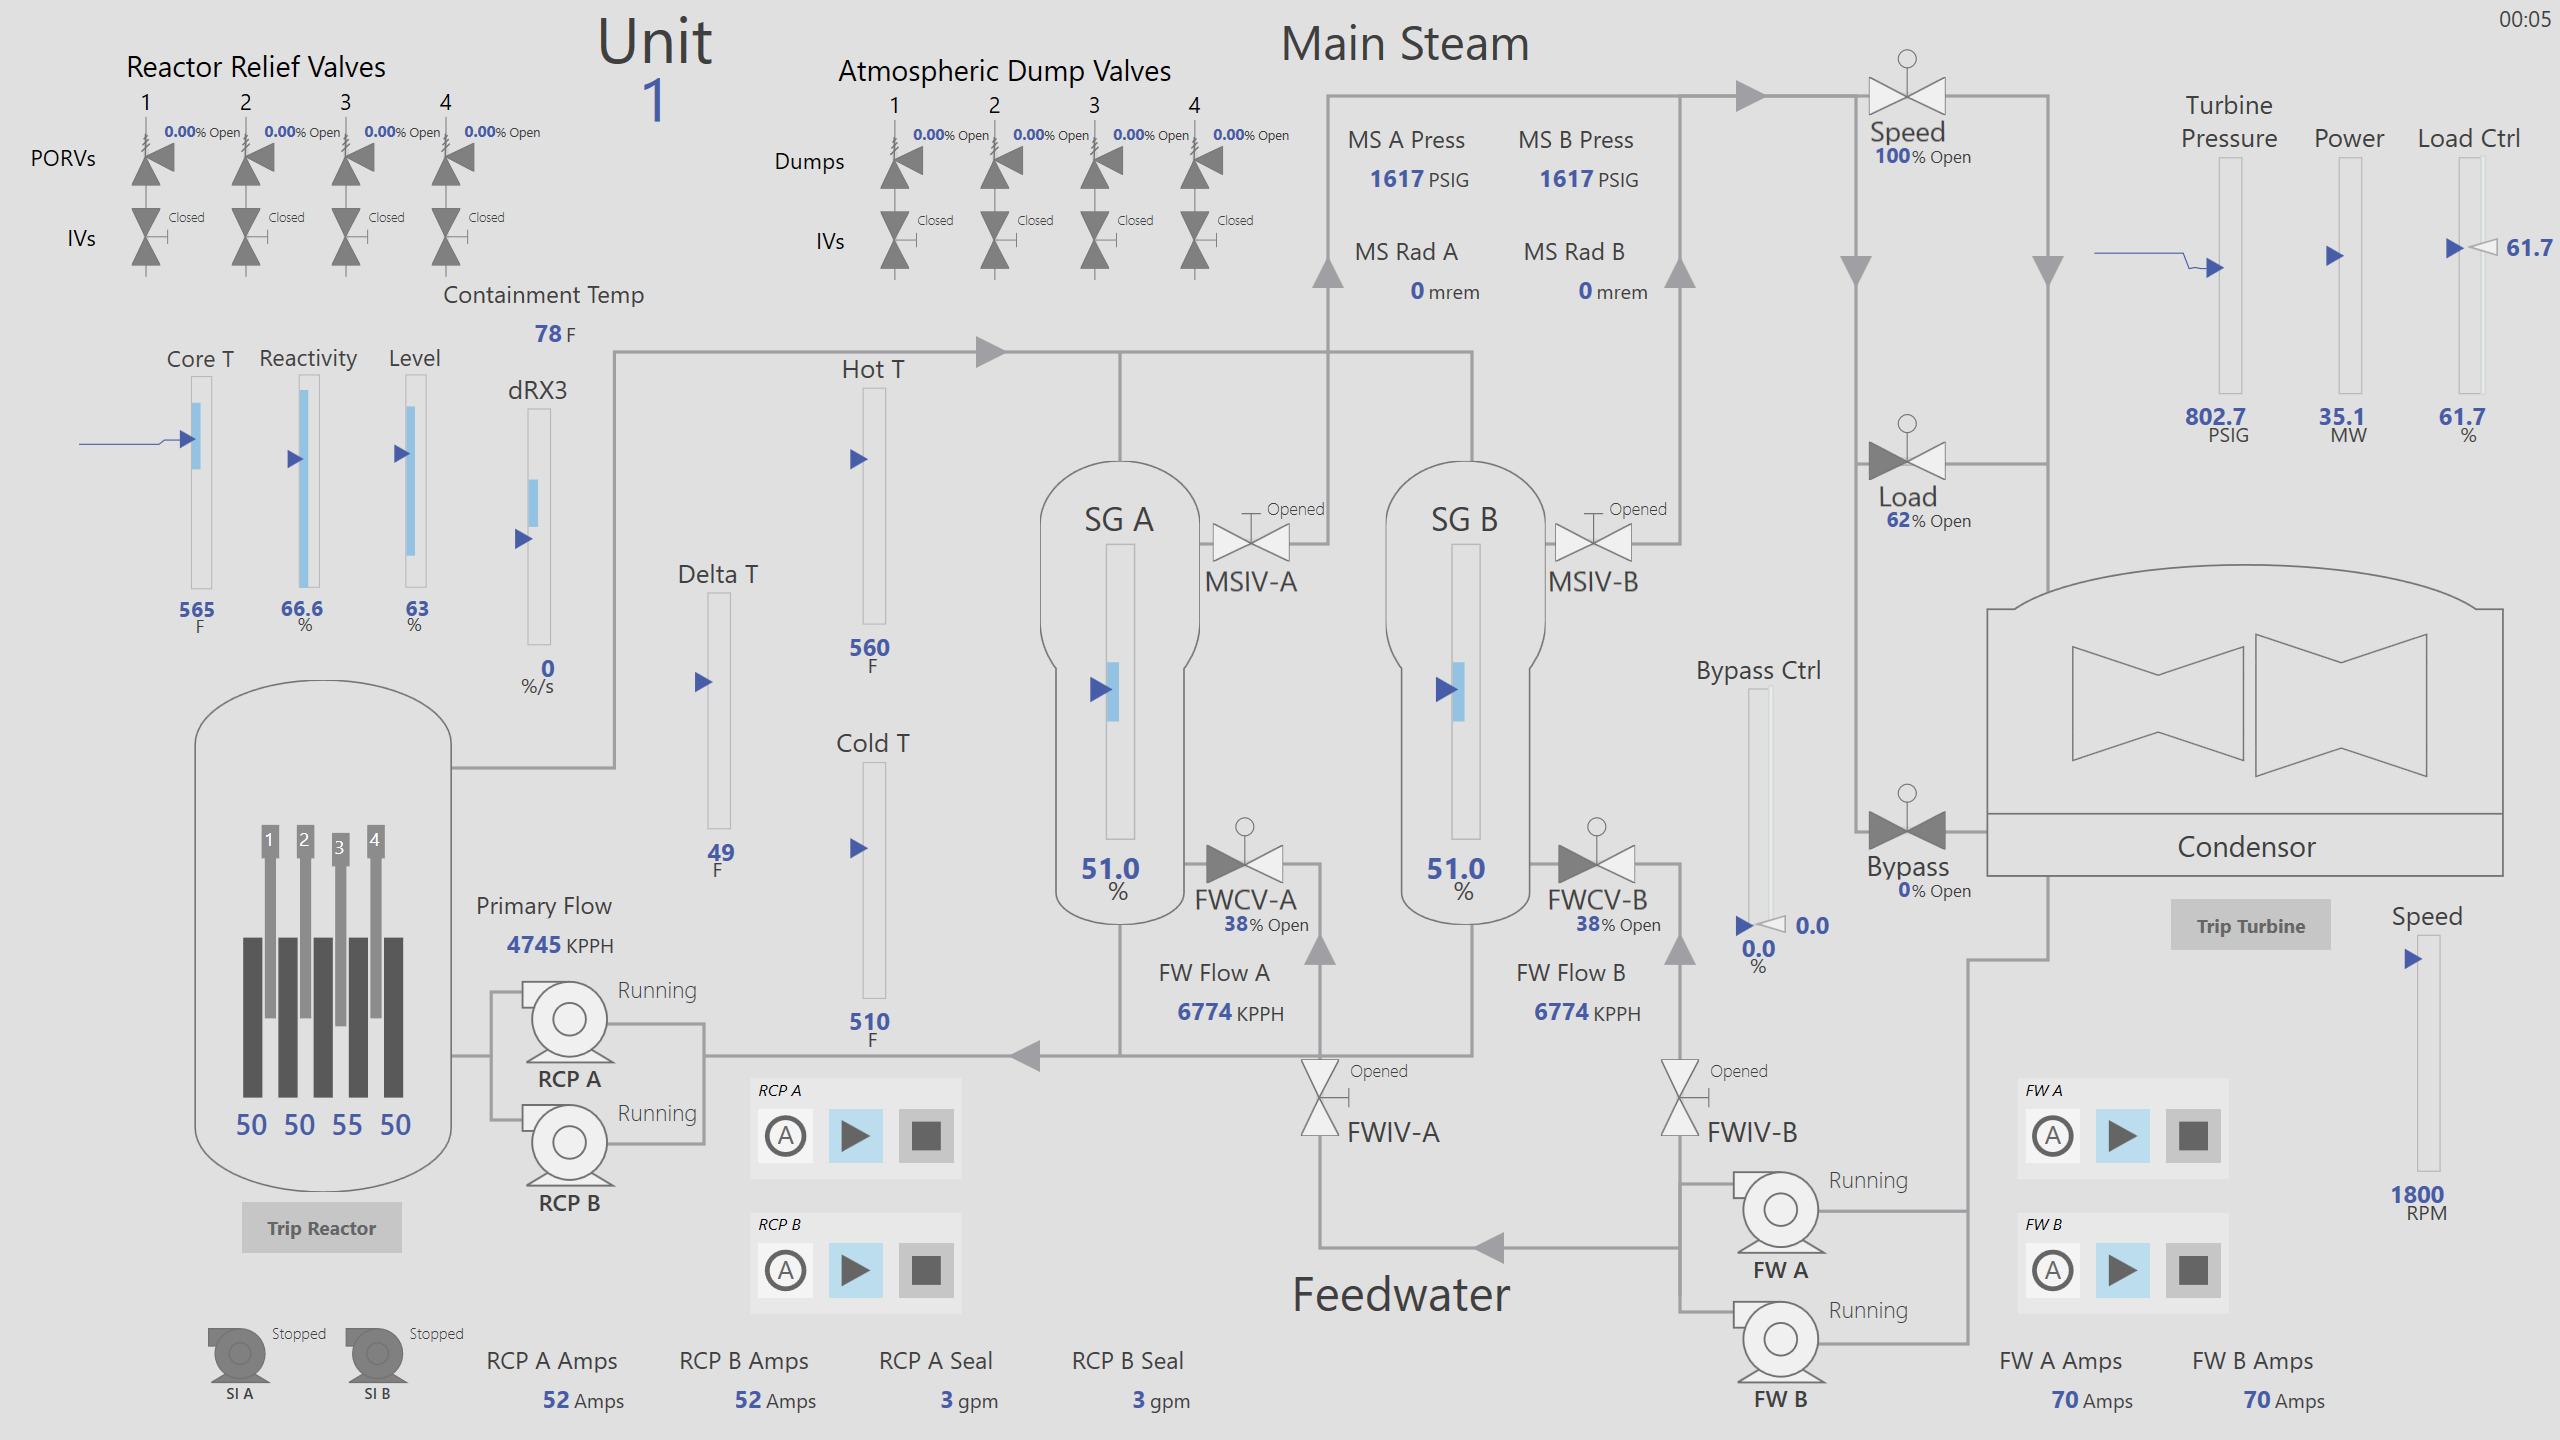 00:05
Unit
1
Main Steam
Reactor Relief Valves
1 2 3 4
0.00% Open 0.00% Open 0.00% Open 0.00% Open
PORVs
Closed Closed Closed Closed
IVs
Atmospheric Dump Valves
1 2 3 4
0.00% Open 0.00% Open 0.00% Open 0.00% Open
Dumps
Closed Closed Closed Closed
IVs
MS A Press
1617 PSIG
MS B Press
1617 PSIG
MS Rad A
0 mrem
MS Rad B
0 mrem
Speed
100% Open
Turbine
Pressure
802.7
PSIG
Power
35.1
MW
Load Ctrl
61.7
61.7
%
Containment Temp
78 F
Core T
565
F
Reactivity
66.6
%
Level
63
%
dRX3
0
%/s
Hot T
560
F
Delta T
49
F
Cold T
510
F
SG A
51.0
%
Opened
MSIV-A
SG B
51.0
%
Opened
MSIV-B
Load
62% Open
Bypass Ctrl
0.0
0.0
%
Bypass
0% Open
Condensor
Trip Turbine
Speed
1800
RPM
1 2 3 4
50 50 55 50
Trip Reactor
Primary Flow
4745 KPPH
Running
RCP A
Running
RCP B
FWCV-A
38% Open
FWCV-B
38% Open
FW Flow A
6774 KPPH
FW Flow B
6774 KPPH
Opened
FWIV-A
Opened
FWIV-B
RCP A
A
RCP B
A
Feedwater
Running
FW A
Running
FW B
FW A
A
FW B
A
Stopped
SI A
Stopped
SI B
RCP A Amps
52 Amps
RCP B Amps
52 Amps
RCP A Seal
3 gpm
RCP B Seal
3 gpm
FW A Amps
70 Amps
FW B Amps
70 Amps